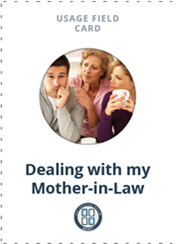 USAGE FIELD
CARD
Dealing with my
Mother-in-Law